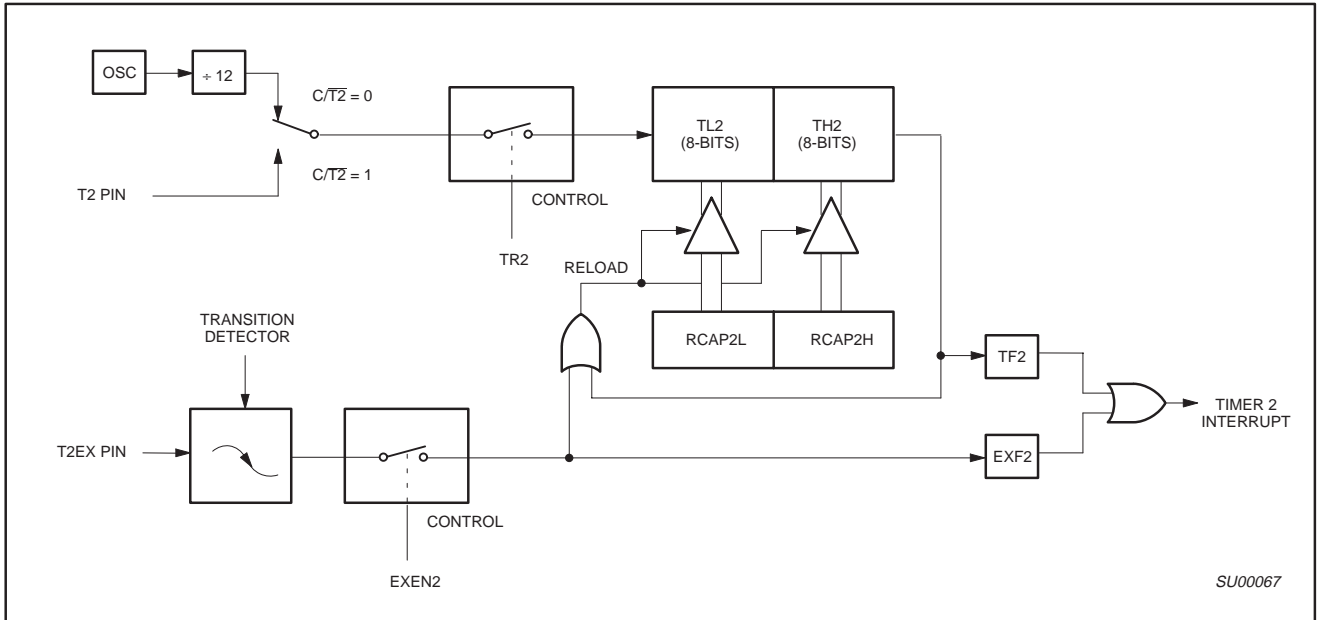 OSC
÷ 12
C/T2 = 0
C/T2 = 1
T2 PIN
CONTROL
TR2
TL2
(8-BITS)
TH2
(8-BITS)
RELOAD
RCAP2L
RCAP2H
TRANSITION
DETECTOR
T2EX PIN
CONTROL
EXEN2
TF2
EXF2
TIMER 2
INTERRUPT
SU00067